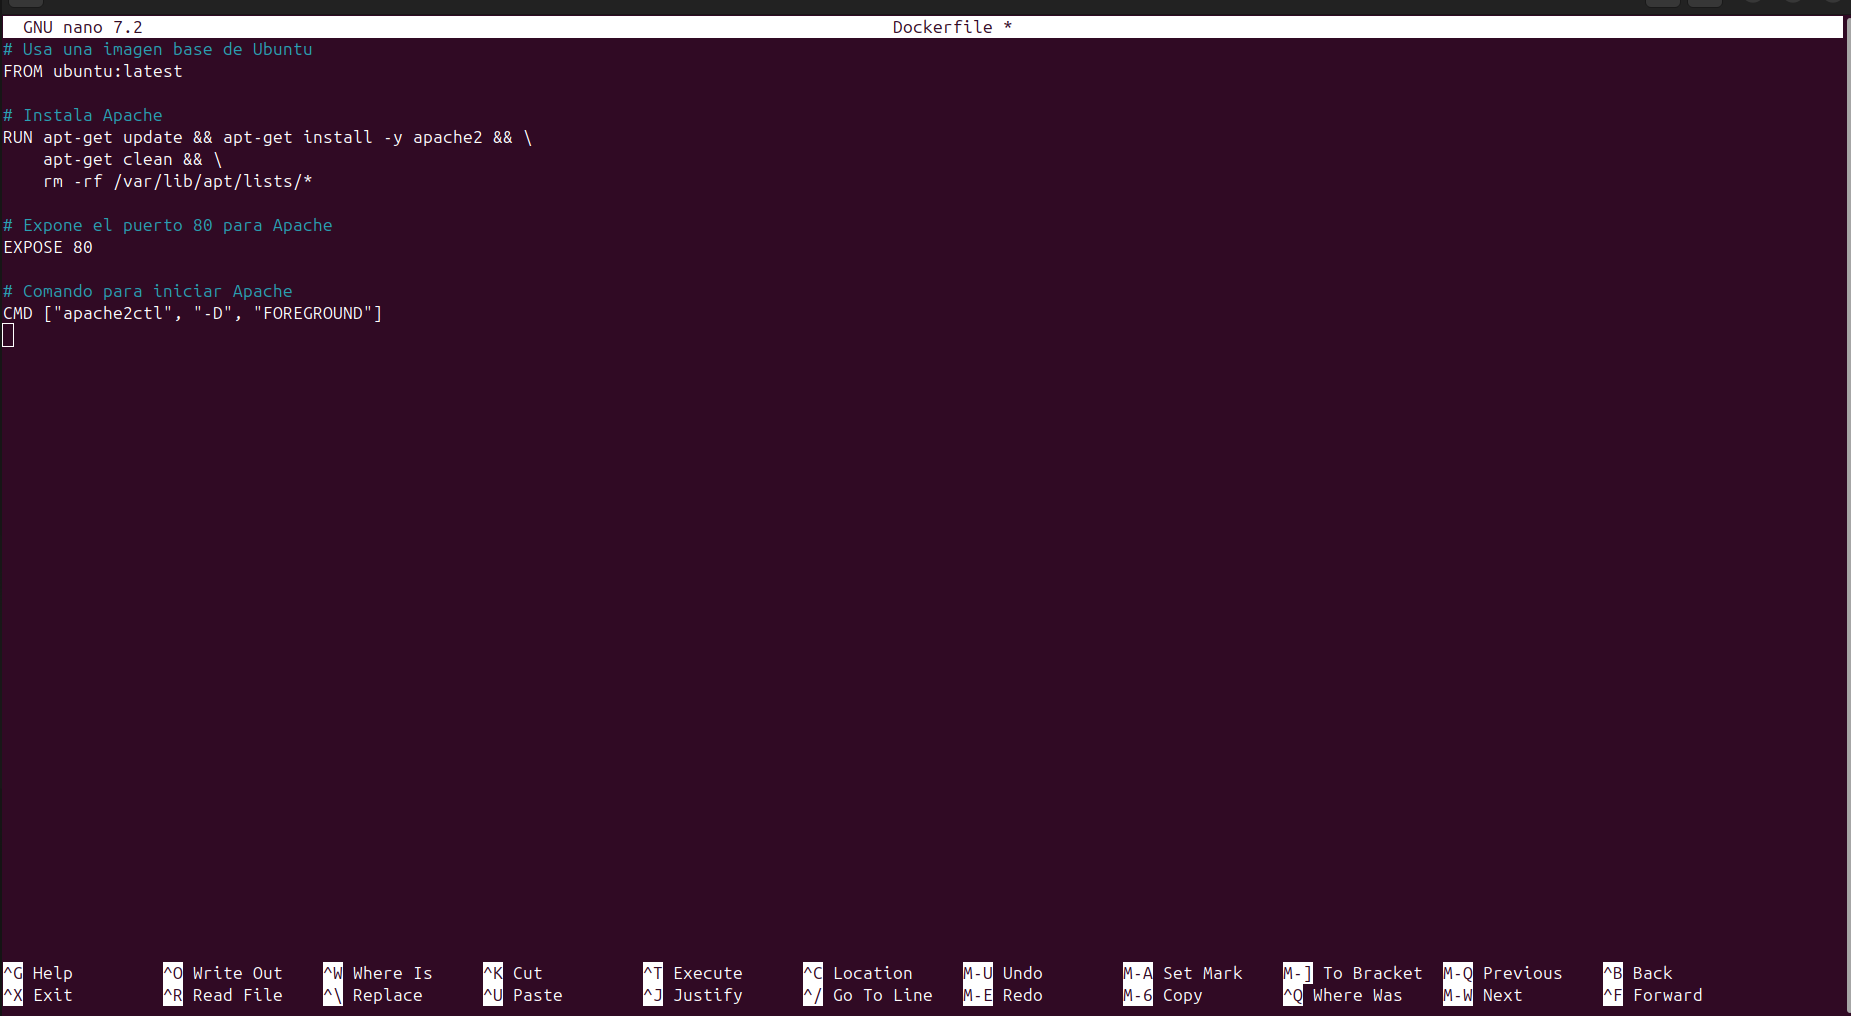 GNU nano 7.2 Dockerfile *
# Usa una imagen base de Ubuntu
FROM ubuntu:latest

# Instala Apache
RUN apt-get update && apt-get install -y apache2 && \
    apt-get clean && \
    rm -rf /var/lib/apt/lists/*

# Expone el puerto 80 para Apache
EXPOSE 80

# Comando para iniciar Apache
CMD ["apache2ctl", "-D", "FOREGROUND"]

^G Help ^O Write Out ^W Where Is ^K Cut ^T Execute ^C Location M-U Undo M-A Set Mark M-] To Bracket M-Q Previous ^B Back
^X Exit ^R Read File ^\ Replace ^U Paste ^J Justify ^/ Go To Line M-E Redo M-6 Copy ^Q Where Was M-W Next ^F Forward